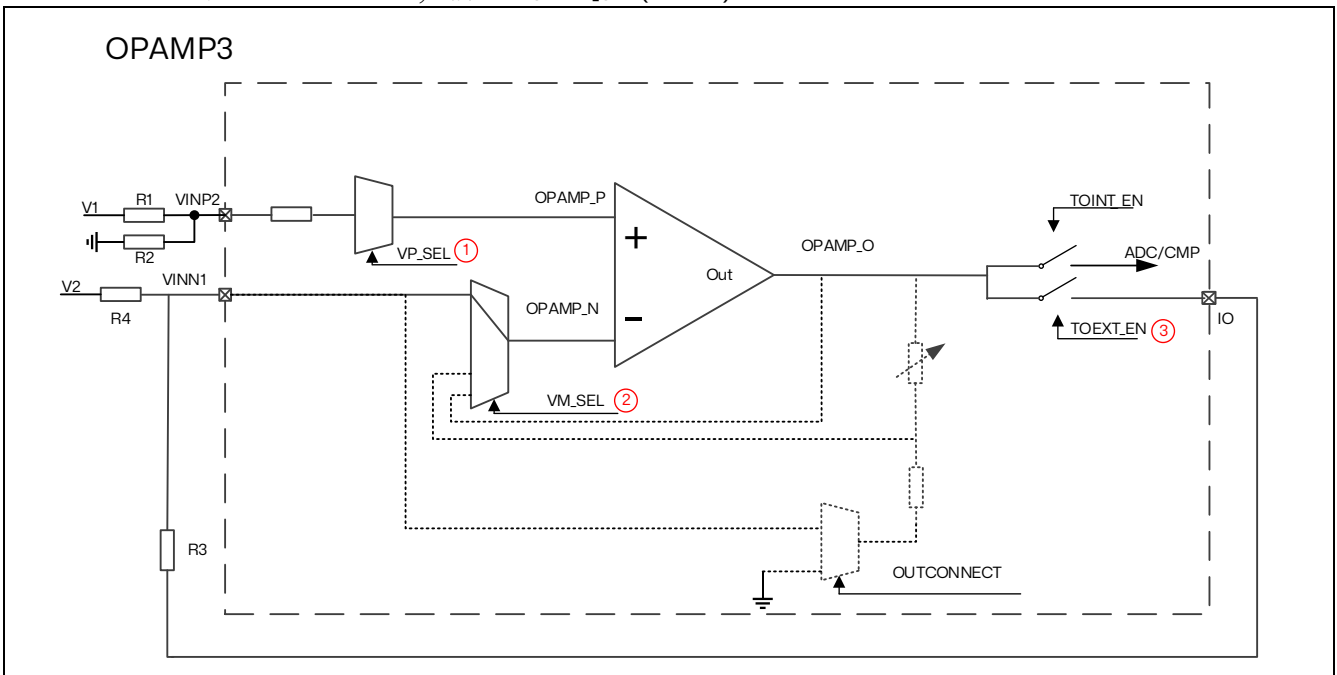 OPAMP3
V1
R1
VINP2
R2
VP_SEL
1
OPAMP_P
TOINT_EN
OPAMP_O
ADC/CMP
V2
VINN1
R4
OPAMP_N
Out
TOEXT_EN
3
IO
VM_SEL
2
R3
OUTCONNECT